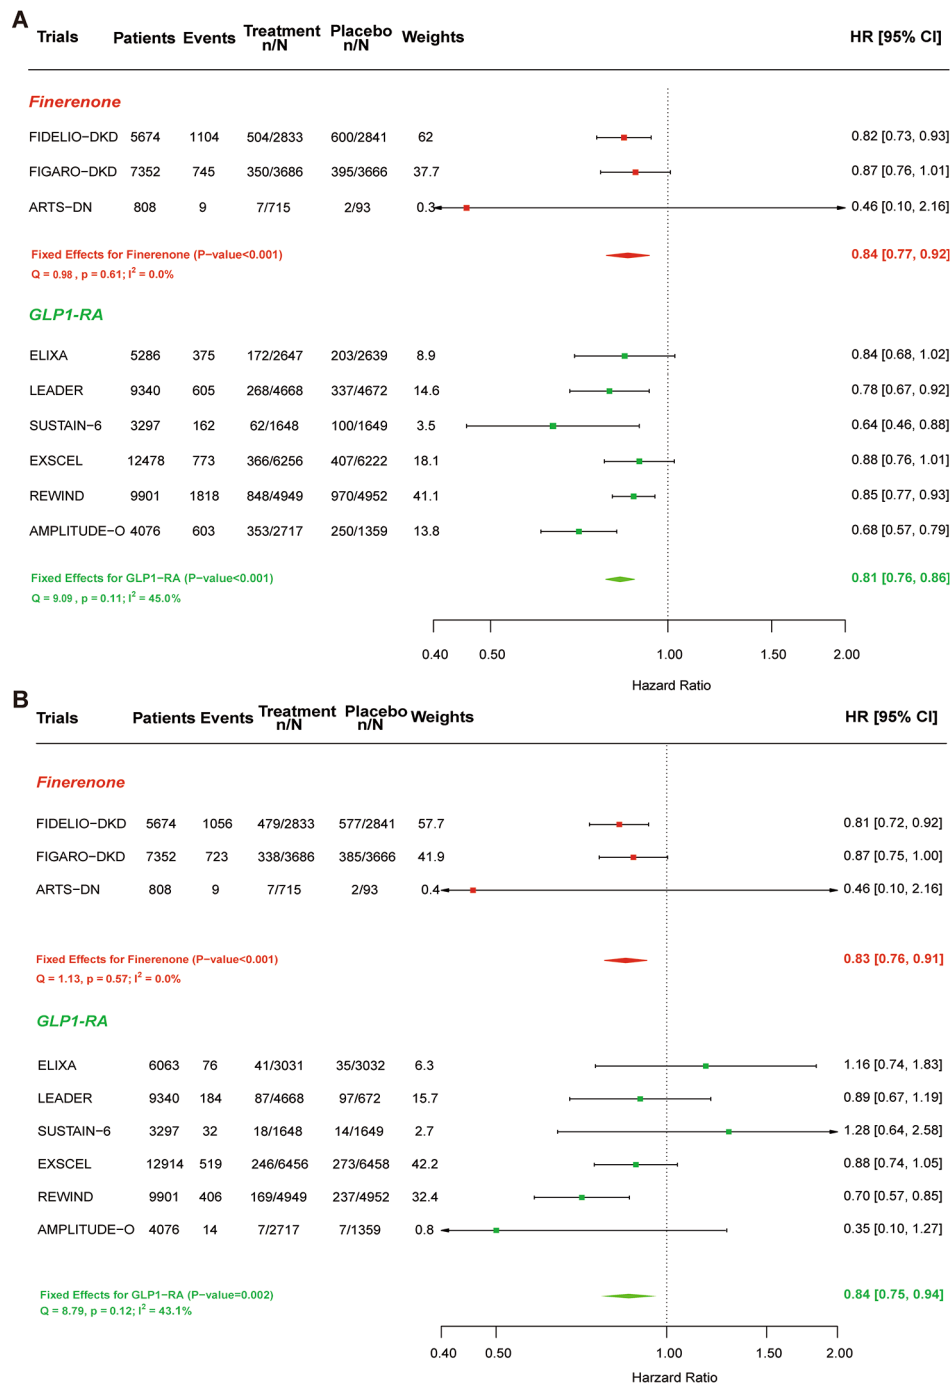 A
Trials Patients Events Treatment n/N Placebo n/N Weights HR [95% CI]
Finerenone
FIDELIO−DKD 5674 1104 504/2833 600/2841 62 0.82 [0.73, 0.93]
FIGARO−DKD 7352 745 350/3686 395/3666 37.7 0.87 [0.76, 1.01]
ARTS−DN 808 9 7/715 2/93 0.3 0.46 [0.10, 2.16]
Fixed Effects for Finerenone (P−value<0.001) 0.84 [0.77, 0.92]
Q = 0.98 , p = 0.61; I² = 0.0%
GLP1-RA
ELIXA 5286 375 172/2647 203/2639 8.9 0.84 [0.68, 1.02]
LEADER 9340 605 268/4668 337/4672 14.6 0.78 [0.67, 0.92]
SUSTAIN−6 3297 162 62/1648 100/1649 3.5 0.64 [0.46, 0.88]
EXSCEL 12478 773 366/6256 407/6222 18.1 0.88 [0.76, 1.01]
REWIND 9901 1818 848/4949 970/4952 41.1 0.85 [0.77, 0.93]
AMPLITUDE−O 4076 603 353/2717 250/1359 13.8 0.68 [0.57, 0.79]
Fixed Effects for GLP1−RA (P−value<0.001) 0.81 [0.76, 0.86]
Q = 9.09 , p = 0.11; I² = 45.0%
0.40 0.50 1.00 1.50 2.00
Hazard Ratio
B
Trials Patients Events Treatment n/N Placebo n/N Weights HR [95% CI]
Finerenone
FIDELIO−DKD 5674 1056 479/2833 577/2841 57.7 0.81 [0.72, 0.92]
FIGARO−DKD 7352 723 338/3686 385/3666 41.9 0.87 [0.75, 1.00]
ARTS−DN 808 9 7/715 2/93 0.4 0.46 [0.10, 2.16]
Fixed Effects for Finerenone (P−value<0.001) 0.83 [0.76, 0.91]
Q = 1.13, p = 0.57; I² = 0.0%
GLP1-RA
ELIXA 6063 76 41/3031 35/3032 6.3 1.16 [0.74, 1.83]
LEADER 9340 184 87/4668 97/672 15.7 0.89 [0.67, 1.19]
SUSTAIN−6 3297 32 18/1648 14/1649 2.7 1.28 [0.64, 2.58]
EXSCEL 12914 519 246/6456 273/6458 42.2 0.88 [0.74, 1.05]
REWIND 9901 406 169/4949 237/4952 32.4 0.70 [0.57, 0.85]
AMPLITUDE−O 4076 14 7/2717 7/1359 0.8 0.35 [0.10, 1.27]
Fixed Effects for GLP1−RA (P−value=0.002) 0.84 [0.75, 0.94]
Q = 8.79, p = 0.12; I² = 43.1%
0.40 0.50 1.00 1.50 2.00
Harzard Ratio